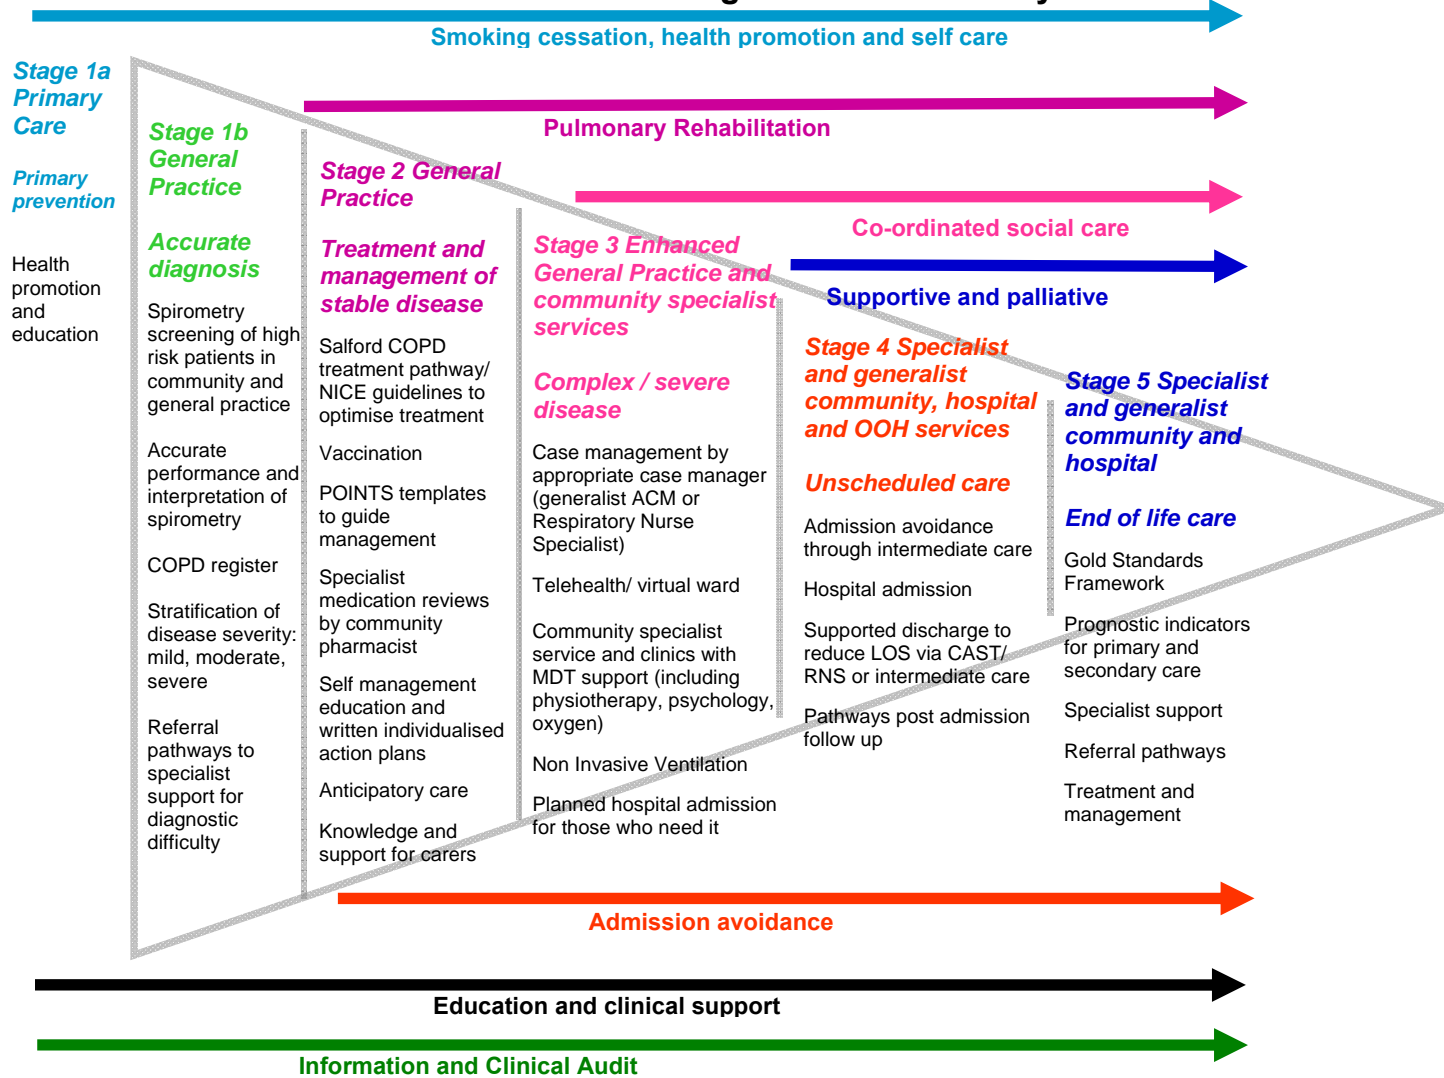 Smoking cessation, health promotion and self care
Stage 1a
Primary
Care
Primary
prevention
Health
promotion
and
education
Pulmonary Rehabilitation
Stage 1b
General
Practice
Accurate
diagnosis
Spirometry
screening of high
risk patients in
community and
general practice
Accurate
performance and
interpretation of
spirometry
COPD register
Stratification of
disease severity:
mild, moderate,
severe
Referral
pathways to
specialist
support for
diagnostic
difficulty
Stage 2 General
Practice
Treatment and
management of
stable disease
Salford COPD
treatment pathway/
NICE guidelines to
optimise treatment
Vaccination
POINTS templates
to guide
management
Specialist
medication reviews
by community
pharmacist
Self management
education and
written individualised
action plans
Anticipatory care
Knowledge and
support for carers
Co-ordinated social care
Stage 3 Enhanced
General Practice and
community specialist
services
Complex / severe
disease
Case management by
appropriate case manager
(generalist ACM or
Respiratory Nurse
Specialist)
Telehealth/ virtual ward
Community specialist
service and clinics with
MDT support (including
physiotherapy, psychology,
oxygen)
Non Invasive Ventilation
Planned hospital admission
for those who need it
Supportive and palliative
Stage 4 Specialist
and generalist
community, hospital
and OOH services
Unscheduled care
Admission avoidance
through intermediate care
Hospital admission
Supported discharge to
reduce LOS via CAST/
RNS or intermediate care
Pathways post admission
follow up
Stage 5 Specialist
and generalist
community and
hospital
End of life care
Gold Standards
Framework
Prognostic indicators
for primary and
secondary care
Specialist support
Referral pathways
Treatment and
management
Admission avoidance
Education and clinical support
Information and Clinical Audit